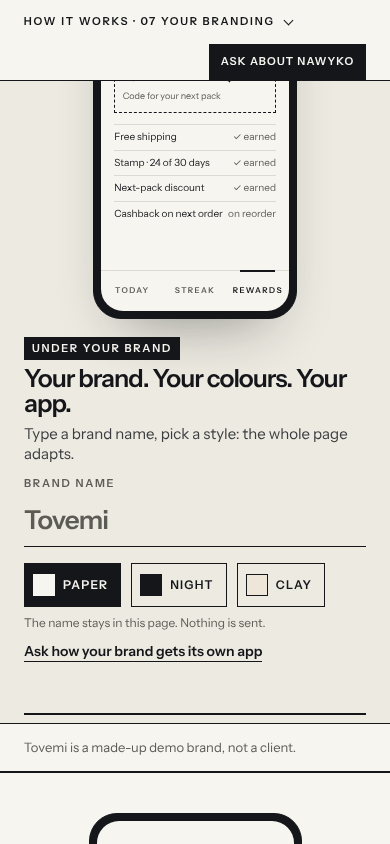 HOW IT WORKS · 07 YOUR BRANDING
ASK ABOUT NAWYKO
Code for your next pack
Free shipping ✓ earned
Stamp · 24 of 30 days ✓ earned
Next-pack discount ✓ earned
Cashback on next order on reorder
TODAY STREAK REWARDS
UNDER YOUR BRAND
Your brand. Your colours. Your
app.
Type a brand name, pick a style: the whole page
adapts.
BRAND NAME
Tovemi
PAPER NIGHT CLAY
The name stays in this page. Nothing is sent.
Ask how your brand gets its own app
Tovemi is a made-up demo brand, not a client.